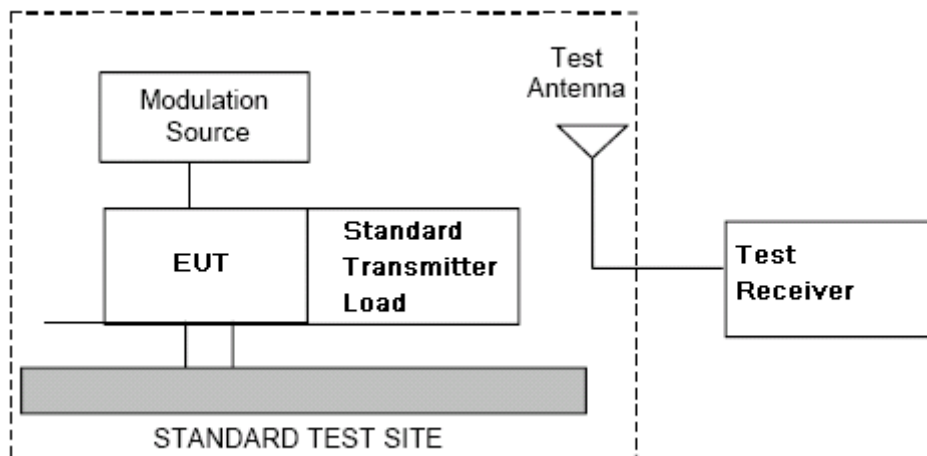 Test
Antenna
Modulation
Source
EUT
Standard
Transmitter
Load
Test
Receiver
STANDARD TEST SITE